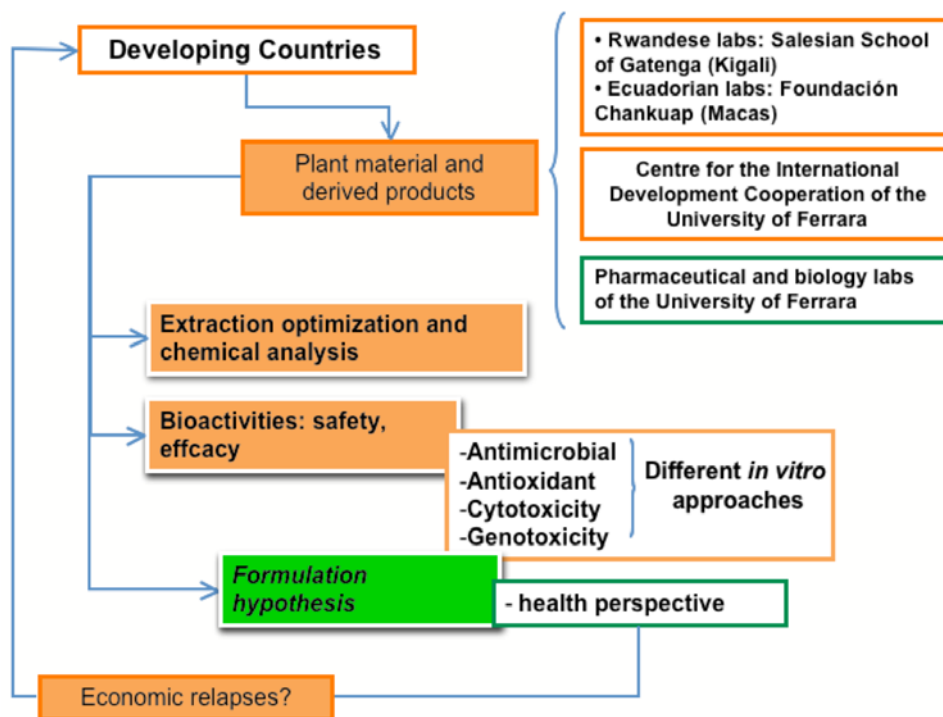 Developing Countries
• Rwandese labs: Salesian School
of Gatenga (Kigali)
• Ecuadorian labs: Foundación
Chankuap (Macas)
Plant material and
derived products
Centre for the International
Development Cooperation of the
University of Ferrara
Pharmaceutical and biology labs
of the University of Ferrara
Extraction optimization and
chemical analysis
Bioactivities: safety,
effcacy
-Antimicrobial
-Antioxidant
-Cytotoxicity
-Genotoxicity
Different in vitro
approaches
Formulation
hypothesis
- health perspective
Economic relapses?